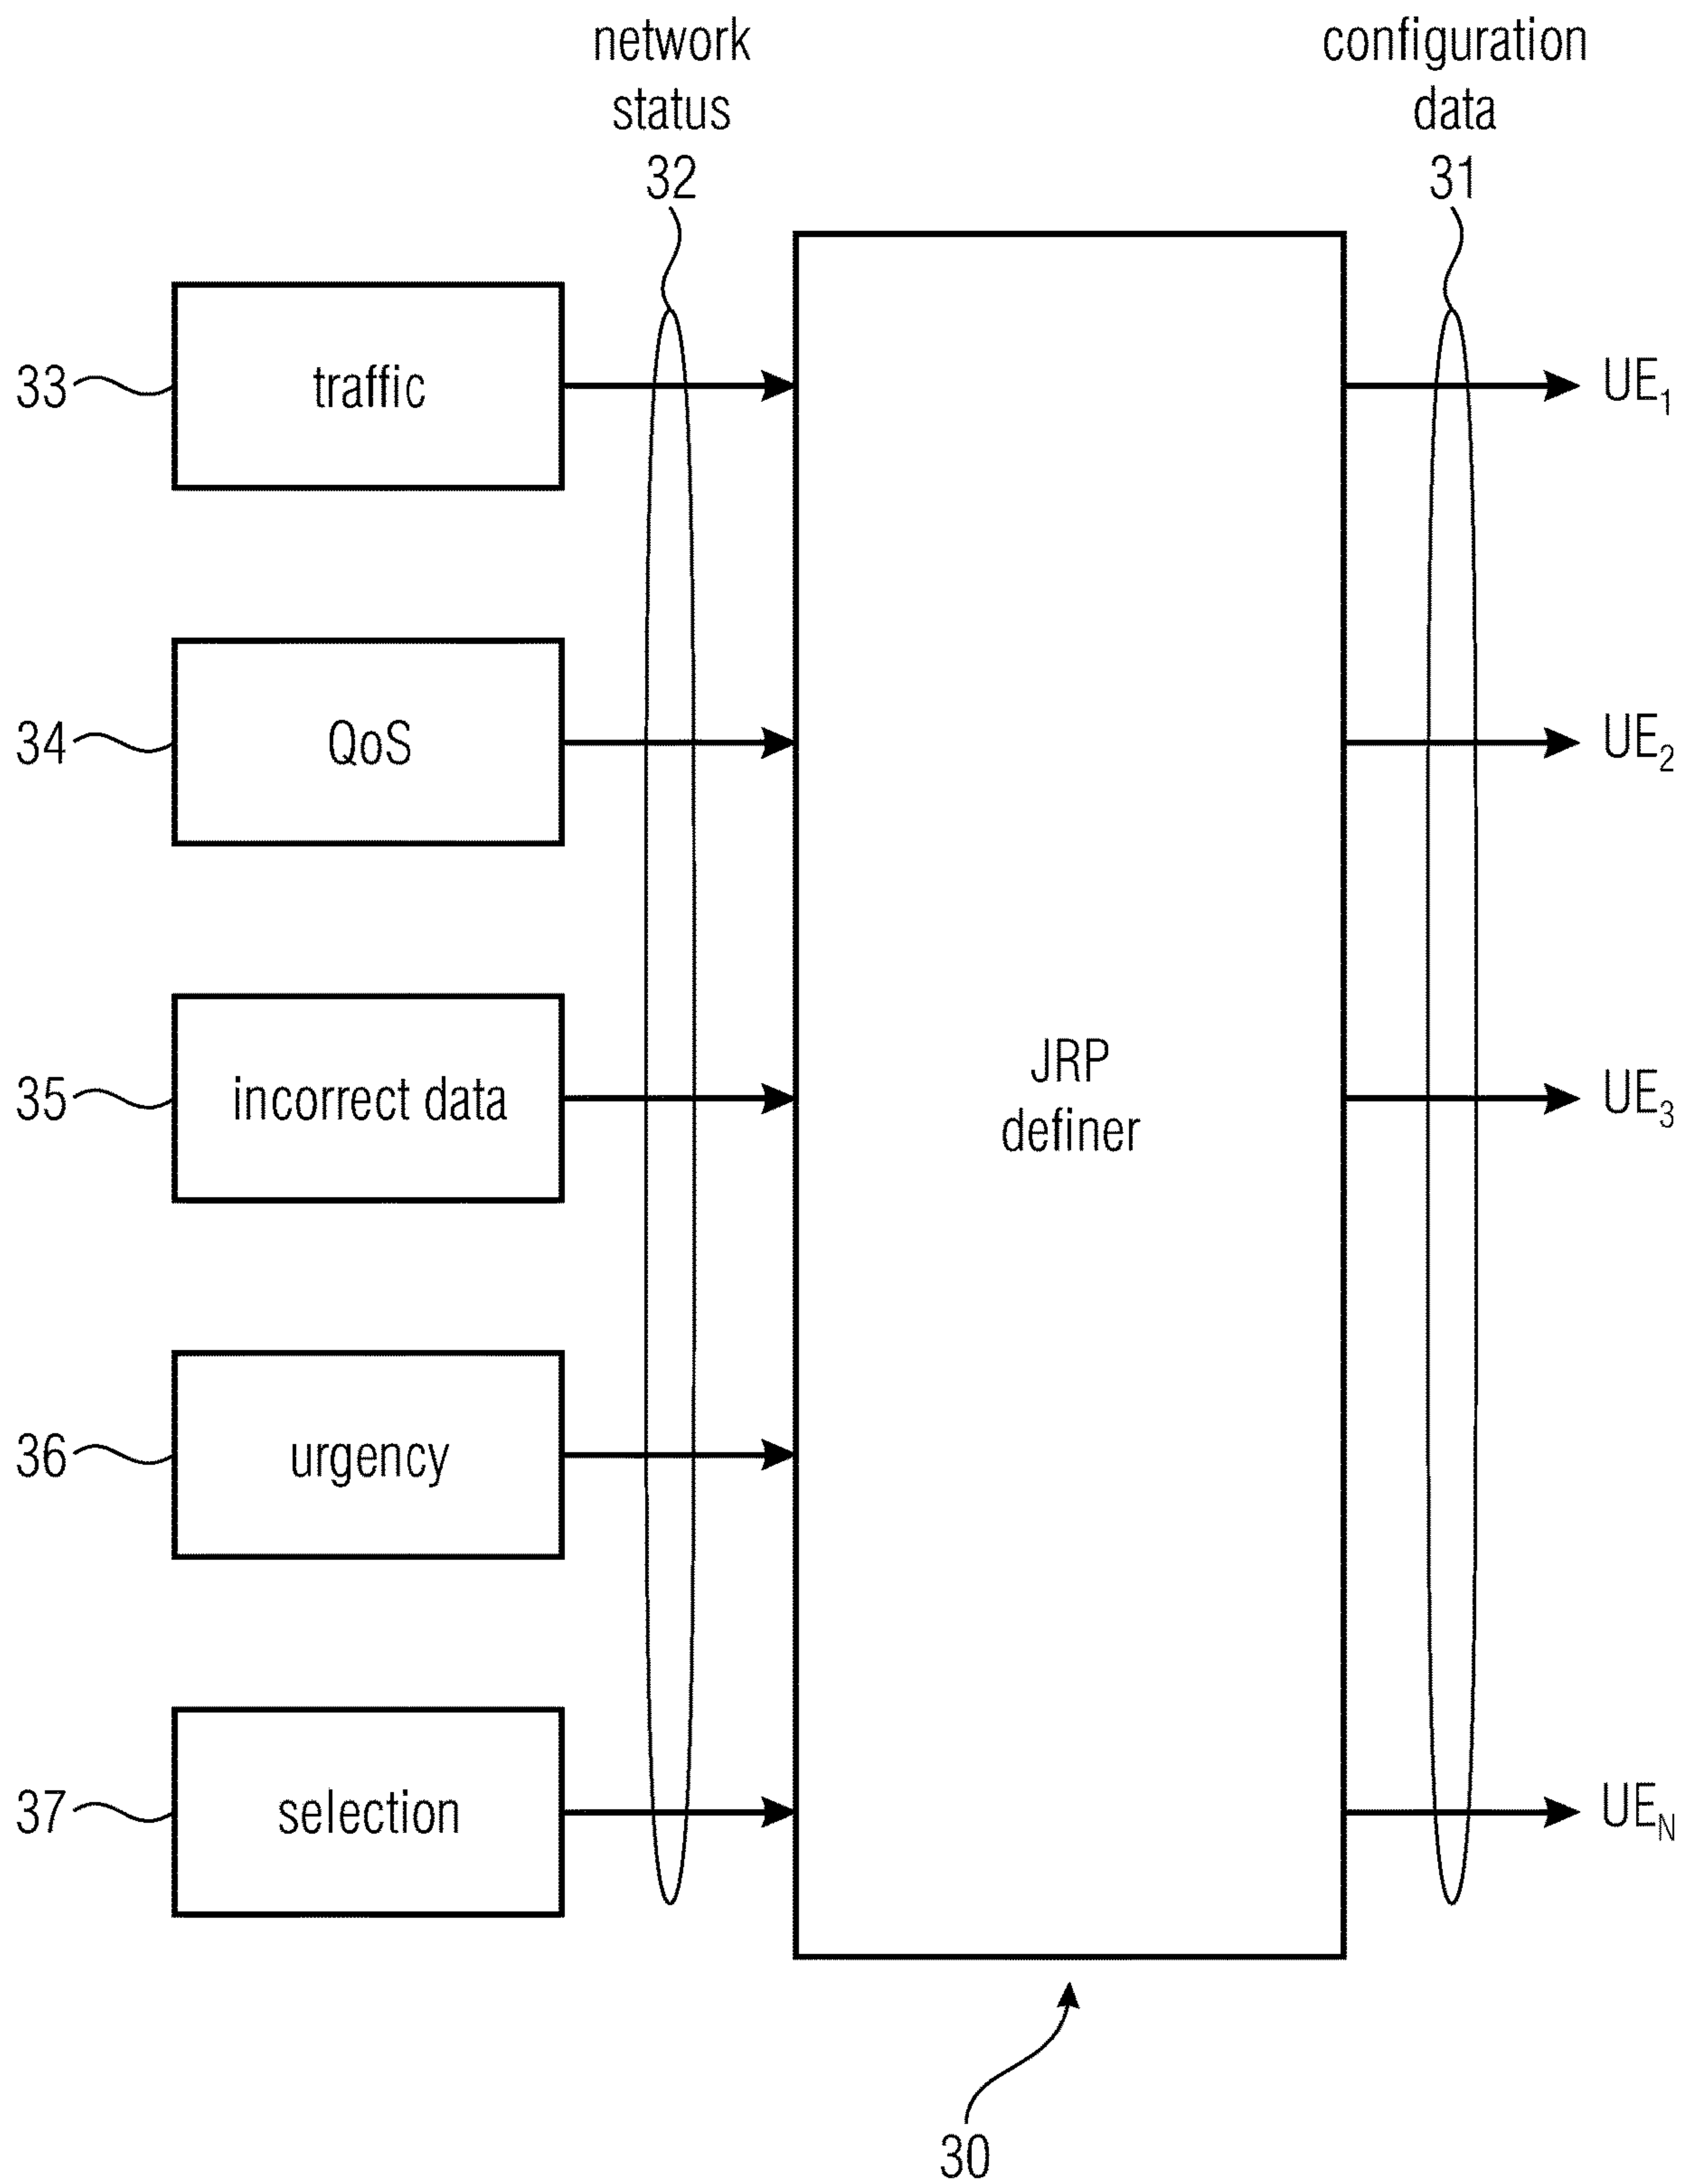 network
status
32
configuration
data
31
33
traffic
UE1
34
QoS
UE2
35
incorrect data
JRP
definer
UE3
36
urgency
37
selection
UEN
30